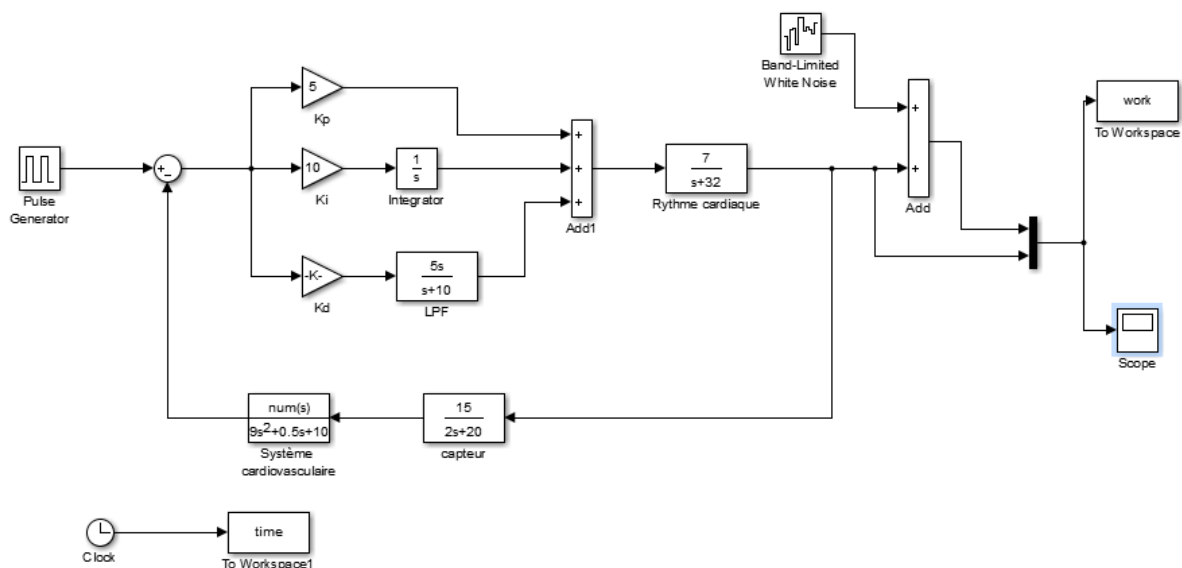 Band-Limited
White Noise
5
Kp
+
Add
work
To Workspace
Pulse
Generator
+
−
10
Ki
1
s
Integrator
+
+
+
Add1
7
s+32
Rythme cardiaque
+
-K-
Kd
5s
s+10
LPF
Scope
num(s)
9s²+0.5s+10
Système
cardiovasculaire
15
2s+20
capteur
Clock
time
To Workspace1